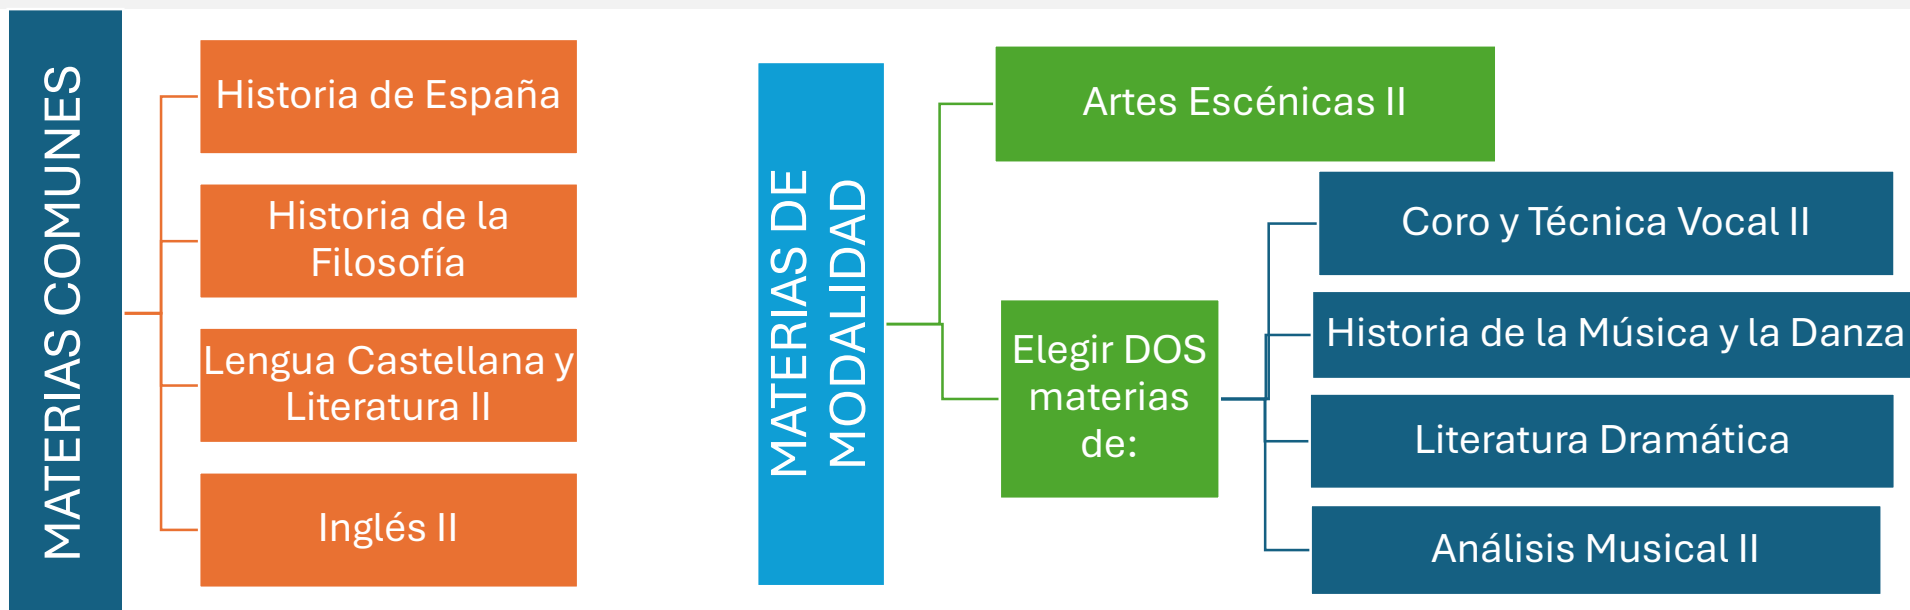 MATERIAS COMUNES
Historia de España
Historia de la
Filosofía
Lengua Castellana y
Literatura II
Inglés II
MATERIAS DE
MODALIDAD
Artes Escénicas II
Elegir DOS
materias
de:
Coro y Técnica Vocal II
Historia de la Música y la Danza
Literatura Dramática
Análisis Musical II